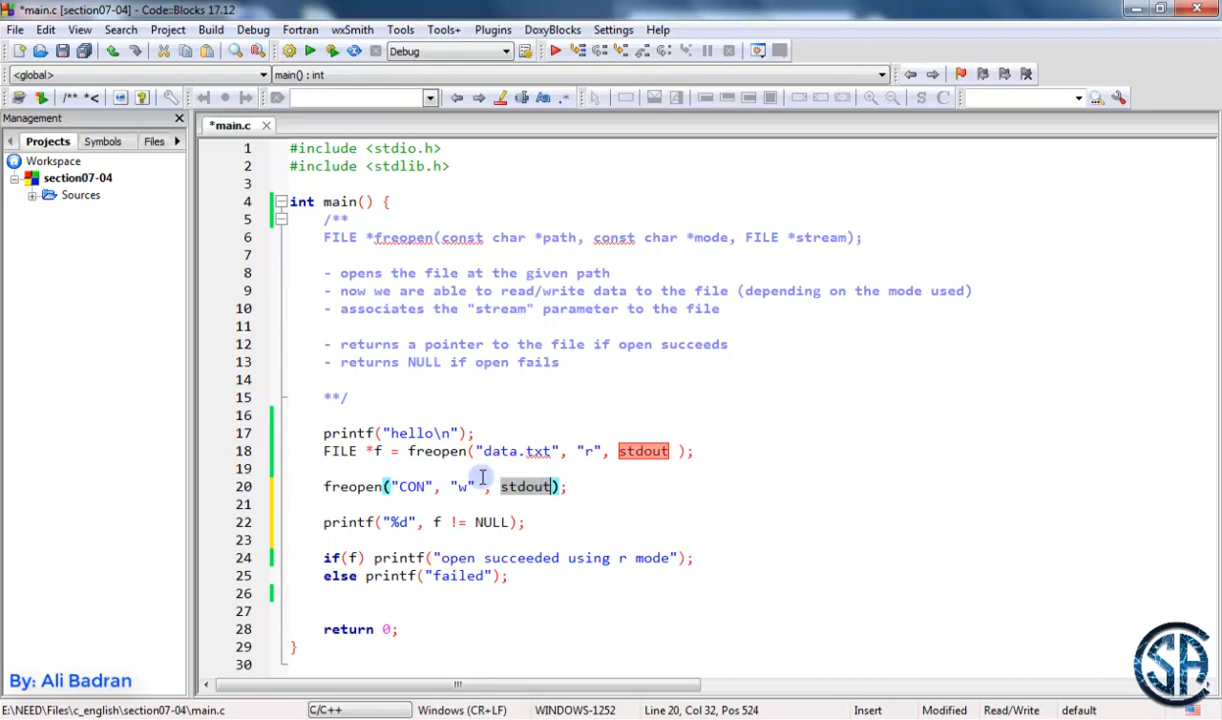 *main.c [section07-04] - Code::Blocks 17.12
File Edit View Search Project Build Debug Fortran wxSmith Tools Tools+ Plugins DoxyBlocks Settings Help
Debug
<global> main() : int
/** *< S C
Management
Projects Symbols Files
*main.c
Workspace
section07-04
Sources
1 #include <stdio.h>
2 #include <stdlib.h>
3
4 int main() {
5 /**
6 FILE *freopen(const char *path, const char *mode, FILE *stream);
7
8 - opens the file at the given path
9 - now we are able to read/write data to the file (depending on the mode used)
10 - associates the "stream" parameter to the file
11
12 - returns a pointer to the file if open succeeds
13 - returns NULL if open fails
14
15 **/
16
17 printf("hello\n");
18 FILE *f = freopen("data.txt", "r", stdout );
19
20 freopen("CON", "w" , stdout);
21
22 printf("%d", f != NULL);
23
24 if(f) printf("open succeeded using r mode");
25 else printf("failed");
26
27
28 return 0;
29 }
30
By: Ali Badran
E:\NEED\Files\c_english\section07-04\main.c C/C++ Windows (CR+LF) WINDOWS-1252 Line 20, Col 32, Pos 524 Insert Modified Read/Write default